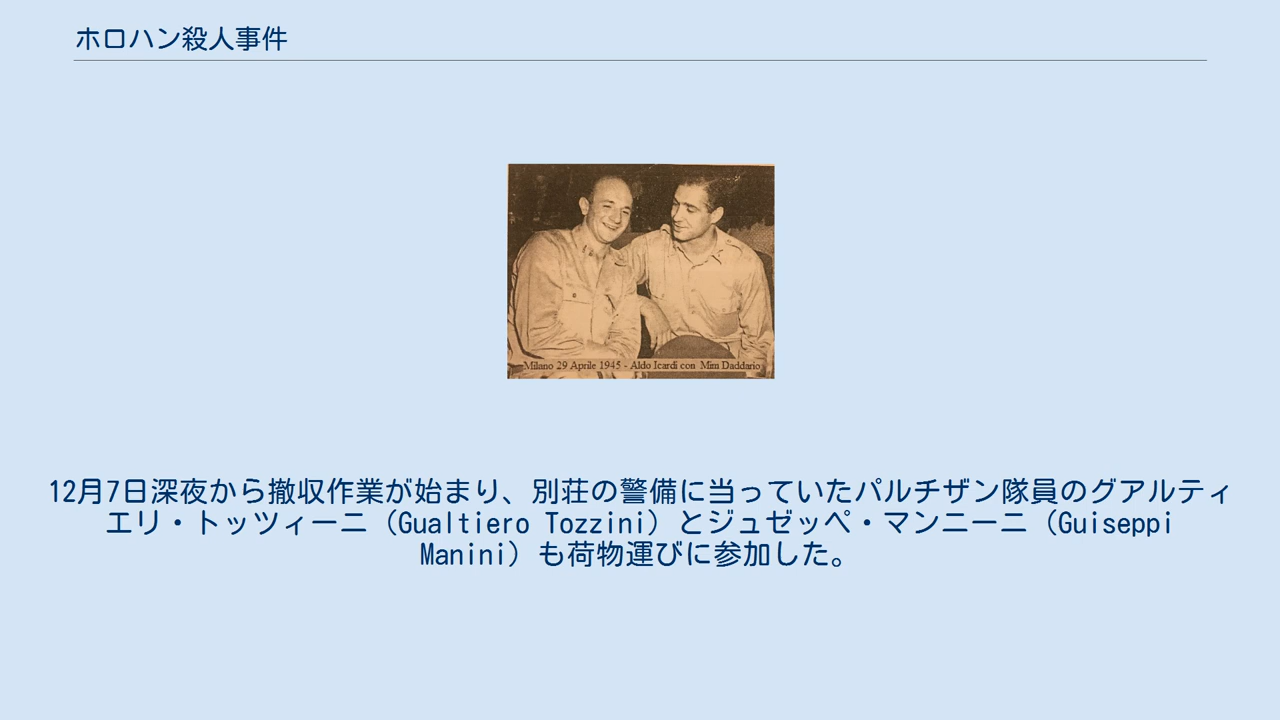 ホロハン殺人事件
Milano 29 Aprile 1945 - Aldo Icardi con Mim Daddario
12月7日深夜から撤収作業が始まり、別荘の警備に当っていたパルチザン隊員のグアルティ
エリ・トッツィーニ（Gualtiero Tozzini）とジュゼッペ・マンニーニ（Guiseppi
Manini）も荷物運びに参加した。